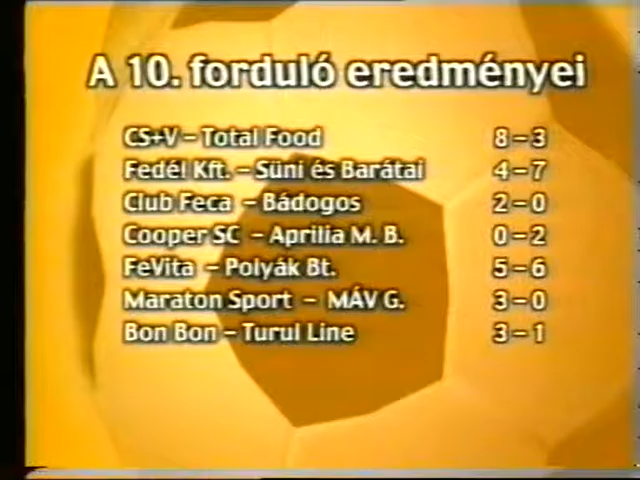 A 10. forduló eredményei
CS+V – Total Food 8 – 3
Fedél Kft. – Süni és Barátai 4 – 7
Club Feca – Bádogos 2 – 0
Cooper SC – Aprilia M. B. 0 – 2
FeVita – Polyák Bt. 5 – 6
Maraton Sport – MÁV G. 3 – 0
Bon Bon – Turul Line 3 – 1